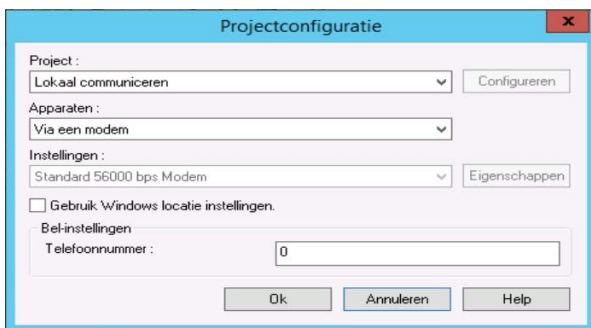 Projectconfiguratie
x
Project :
Lokaal communiceren
Configureren
Apparaten :
Via een modem
Instellingen :
Standard 56000 bps Modem
Eigenschappen
Gebruik Windows locatie instellingen.
Bel-instellingen
Telefoonnummer :
0
Ok
Annuleren
Help